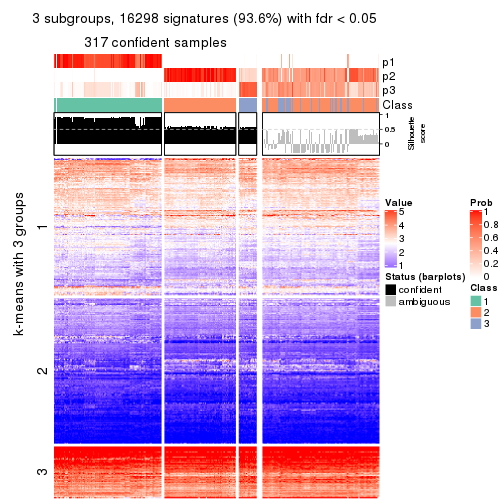 3 subgroups, 16298 signatures (93.6%) with fdr < 0.05
317 confident samples
p1
p2
p3
Class
1
0.5
0
Silhouette
score
k-means with 3 groups
1
2
3
Value
5
4
3
2
1
Status (barplots)
confident
ambiguous
Prob
1
0.8
0.6
0.4
0.2
0
Class
1
2
3